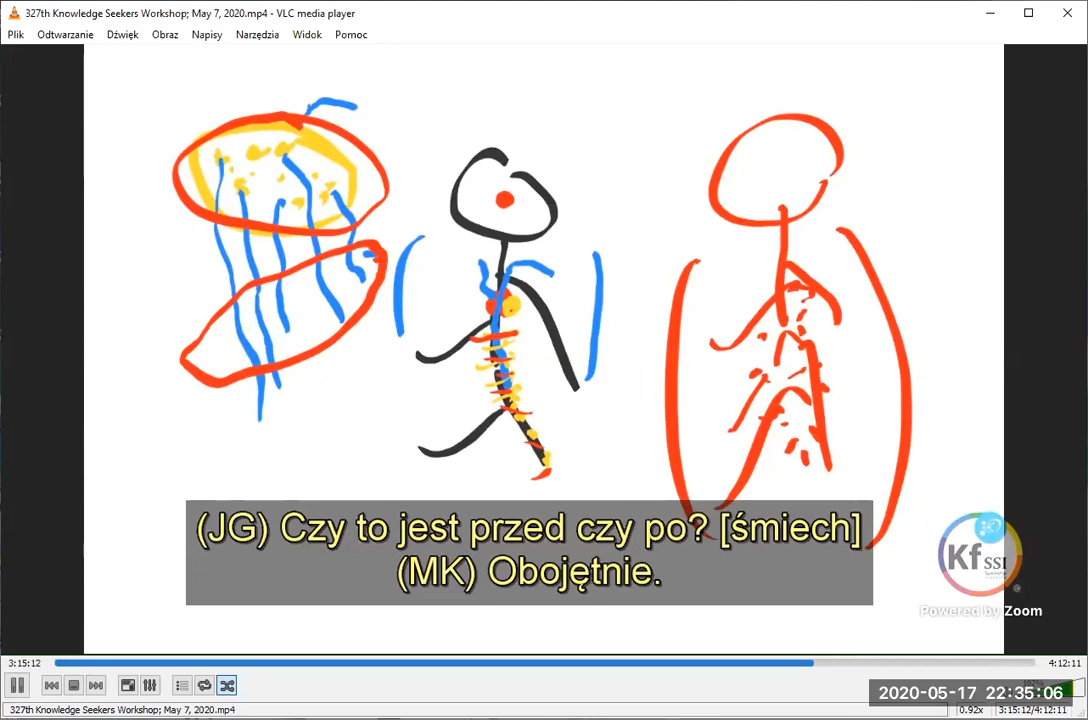 327th Knowledge Seekers Workshop; May 7, 2020.mp4 - VLC media player
Plik Odtwarzanie Dźwięk Obraz Napisy Narzędzia Widok Pomoc
(JG) Czy to jest przed czy po? [śmiech]
(MK) Obojętnie.
Kf SSI
Powered by Zoom
3:15:12
4:12:11
2020-05-17 22:35:06
327th Knowledge Seekers Workshop; May 7, 2020.mp4
0.92x
3:15:12/4:12:11